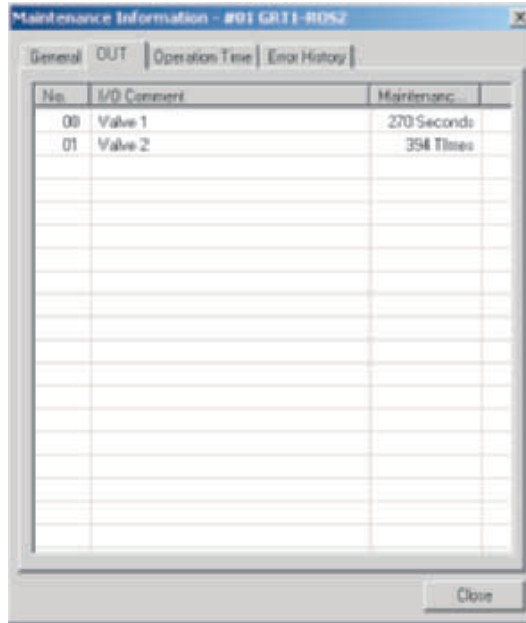 Maintenance Information - #01 GRT1-ROS2
General OUT Operation Time Error History
No. I/O Comment Maintenanc...
00 Valve 1 270 Seconds
01 Valve 2 394 TImes
Close